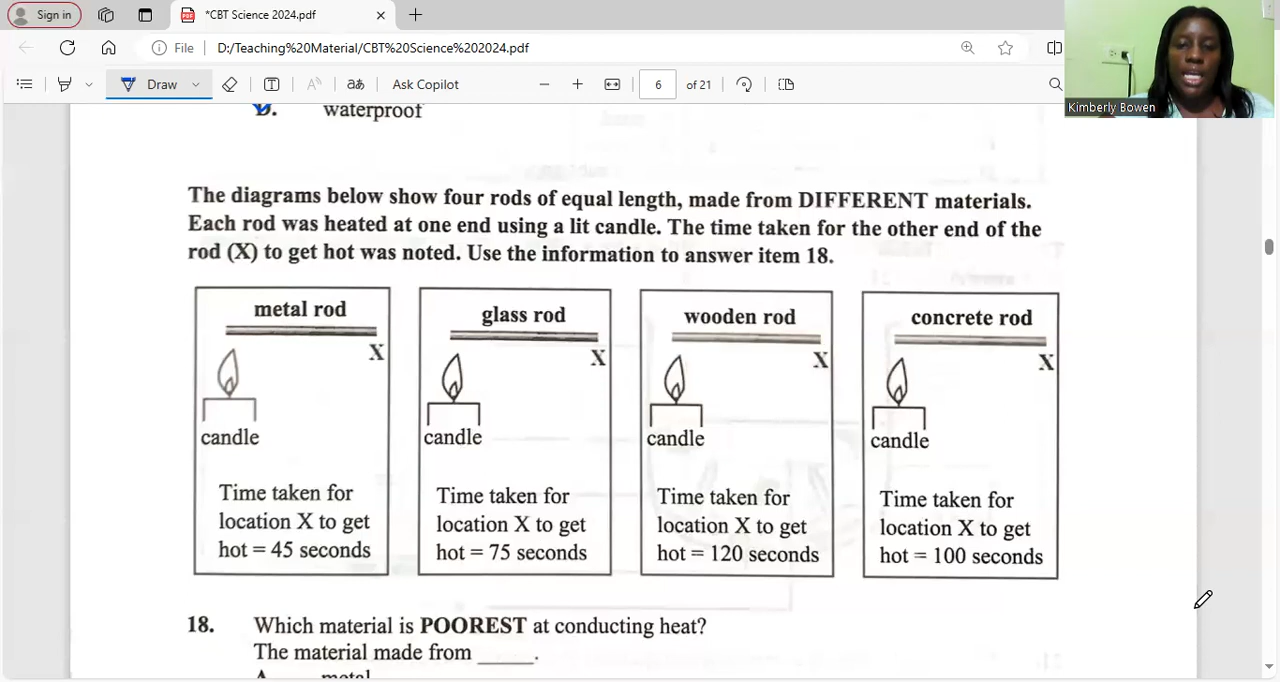 Sign in
*CBT Science 2024.pdf
File
D:/Teaching%20Material/CBT%20Science%202024.pdf
Draw
Ask Copilot
6 of 21
Kimberly Bowen
D. waterproof
The diagrams below show four rods of equal length, made from DIFFERENT materials.
Each rod was heated at one end using a lit candle. The time taken for the other end of the
rod (X) to get hot was noted. Use the information to answer item 18.
metal rod
X
candle
Time taken for
location X to get
hot = 45 seconds
glass rod
X
candle
Time taken for
location X to get
hot = 75 seconds
wooden rod
X
candle
Time taken for
location X to get
hot = 120 seconds
concrete rod
X
candle
Time taken for
location X to get
hot = 100 seconds
18. Which material is POOREST at conducting heat?
The material made from _____.
A metal